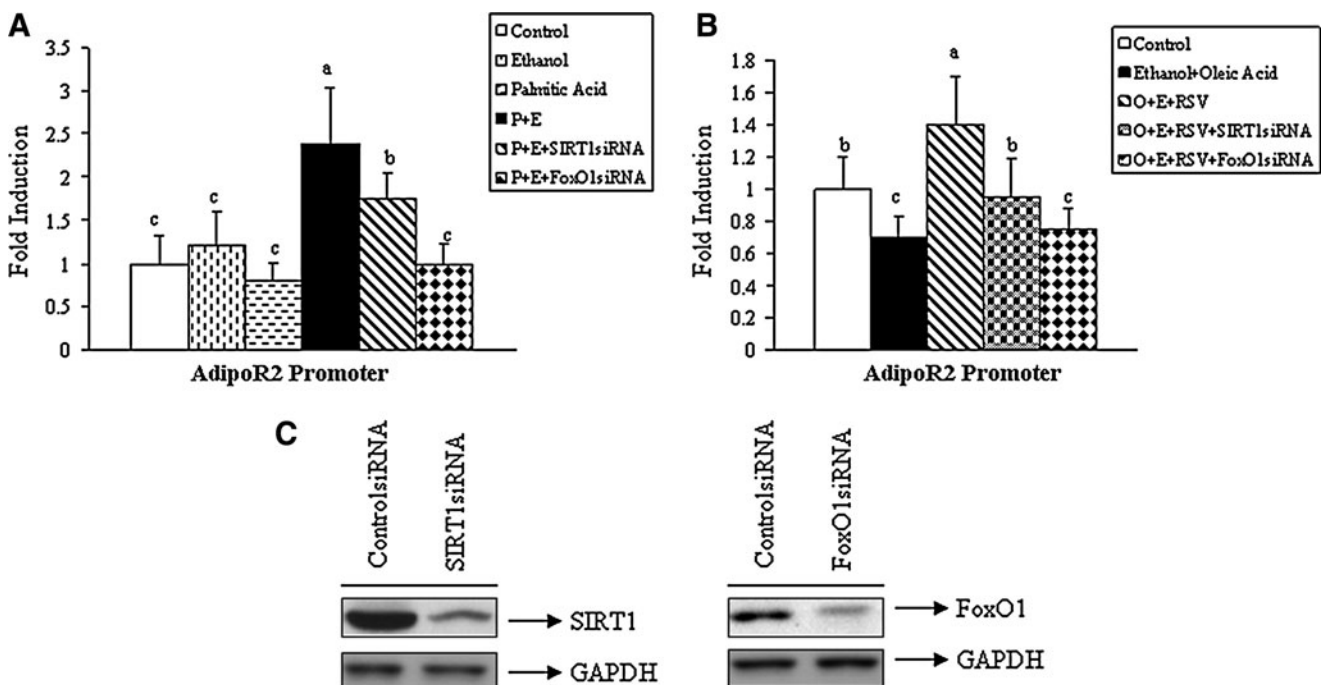 A
Fold Induction
3.5
3
2.5
2
1.5
1
0.5
0
c
c
c
a
b
c
AdipoR2 Promoter
Control
Ethanol
Palmitic Acid
P+E
P+E+SIRT1siRNA
P+E+FoxO1siRNA
B
Fold Induction
1.8
1.6
1.4
1.2
1
0.8
0.6
0.4
0.2
0
b
c
a
b
c
AdipoR2 Promoter
Control
Ethanol+Oleic Acid
O+E+RSV
O+E+RSV+SIRT1siRNA
O+E+RSV+FoxO1siRNA
C
ControlsiRNA
SIRT1siRNA
SIRT1
GAPDH
ControlsiRNA
FoxO1siRNA
FoxO1
GAPDH